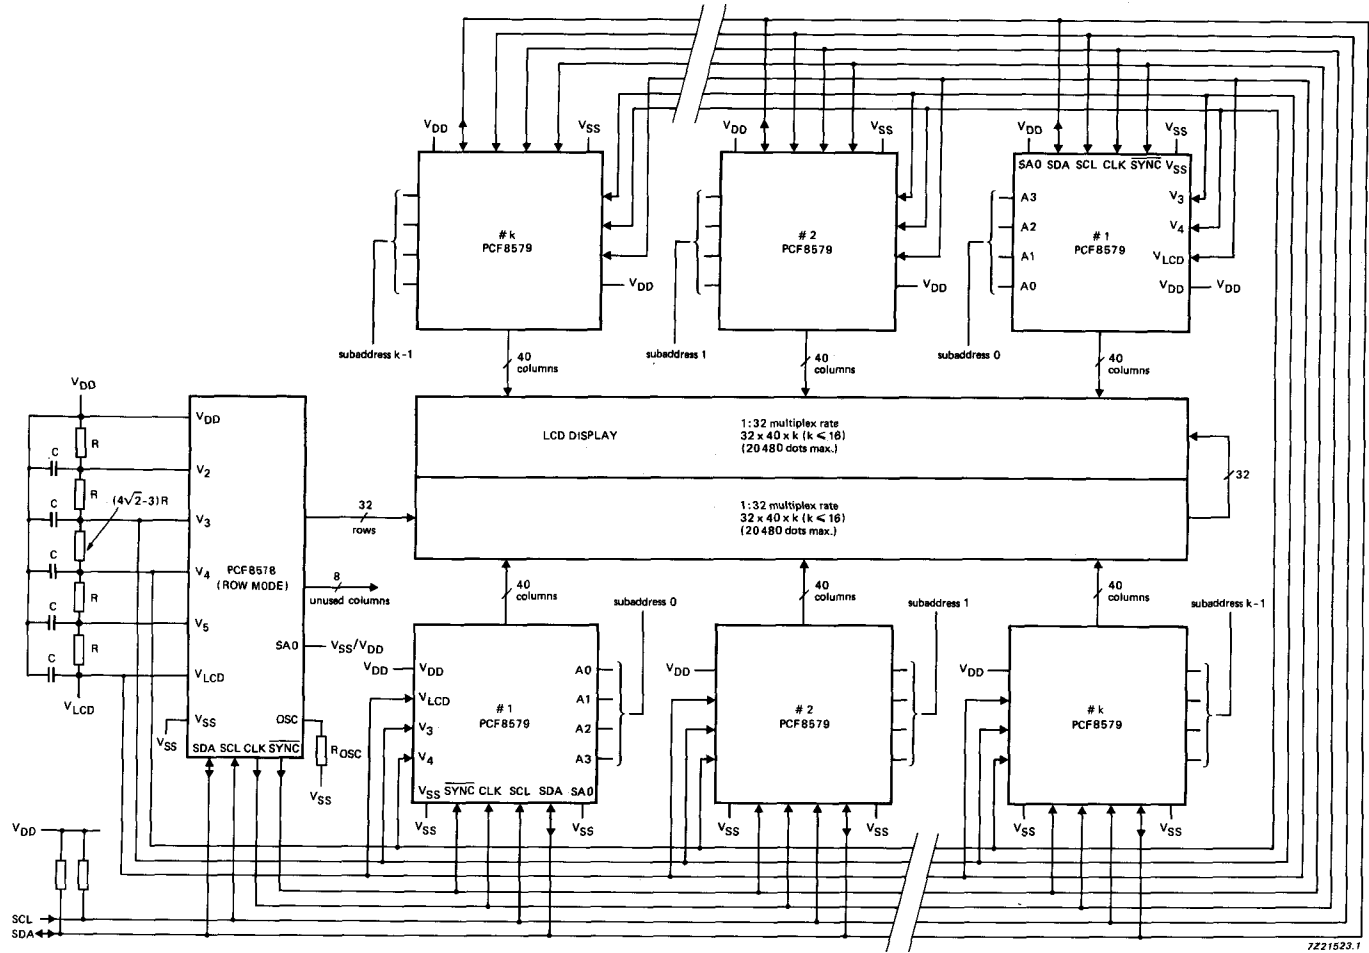 VDD
VSS
VDD
VSS
VDD
VSS
# k
PCF8579
VDD
subaddress k-1
40
columns
# 2
PCF8579
VDD
subaddress 1
40
columns
SA0 SDA SCL CLK SYNC VSS
A3
A2
A1
A0
# 1
PCF8579
V3
V4
VLCD
VDD
VDD
subaddress 0
40
columns
VDD
C
C
C
C
C
R
R
(4√2-3)R
R
R
VLCD
VDD
V2
V3
V4
V5
VLCD
VSS
VSS
PCF8578
(ROW MODE)
SA0
VSS/VDD
OSC
ROSC
VSS
SDA SCL CLK SYNC
32
rows
8
unused columns
LCD DISPLAY
1:32 multiplex rate
32 x 40 x k (k ⩽ 16)
(20480 dots max.)
1:32 multiplex rate
32 x 40 x k (k ⩽ 16)
(20480 dots max.)
32
40
columns
subaddress 0
40
columns
subaddress 1
40
columns
subaddress k-1
VDD
VDD
VLCD
V3
V4
# 1
PCF8579
A0
A1
A2
A3
VSS SYNC CLK SCL SDA SA0
VSS
VSS
VDD
# 2
PCF8579
VSS
VSS
VDD
# k
PCF8579
VSS
VSS
VDD
SCL
SDA
7Z21523.1